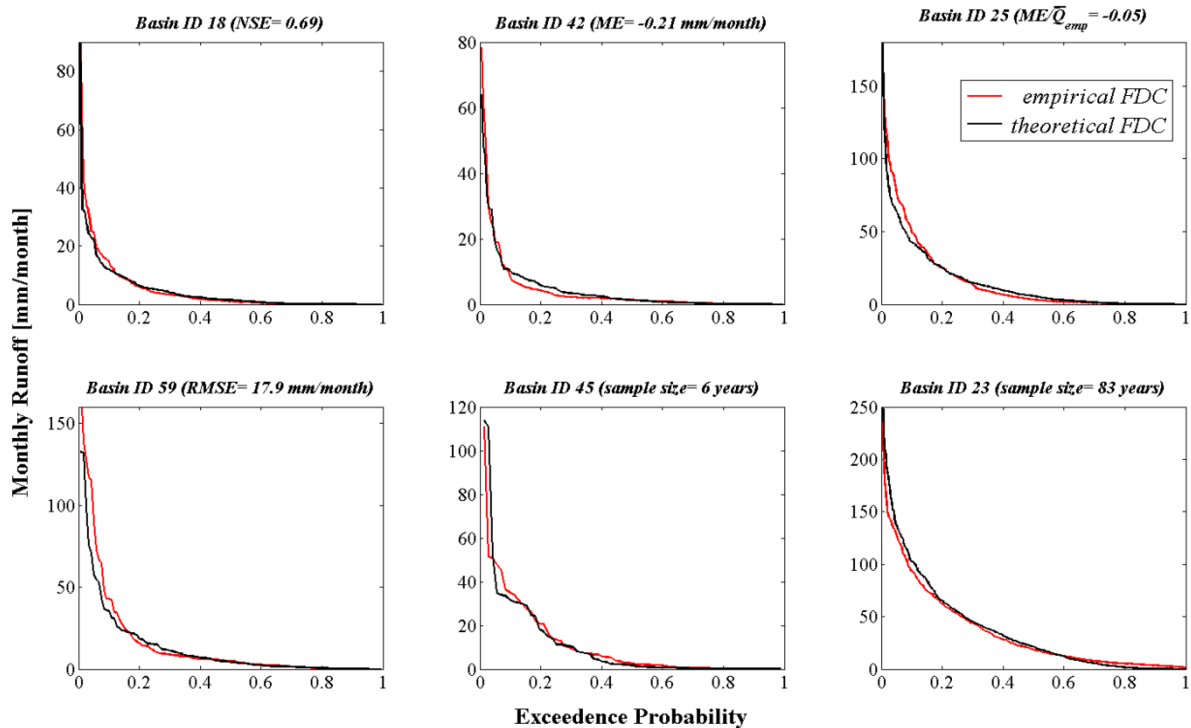 Basin ID 18 (NSE= 0.69)
Basin ID 42 (ME= -0.21 mm/month)
Basin ID 25 (ME/Q̅emp= -0.05)
80
60
40
20
0
0 0.2 0.4 0.6 0.8 1
80
60
40
20
0
0 0.2 0.4 0.6 0.8 1
150
100
50
0
0 0.2 0.4 0.6 0.8 1
empirical FDC
theoretical FDC
Monthly Runoff [mm/month]
Basin ID 59 (RMSE= 17.9 mm/month)
Basin ID 45 (sample size= 6 years)
Basin ID 23 (sample size= 83 years)
150
100
50
0
0 0.2 0.4 0.6 0.8 1
120
100
80
60
40
20
0
0 0.2 0.4 0.6 0.8 1
250
200
150
100
50
0
0 0.2 0.4 0.6 0.8 1
Exceedence Probability